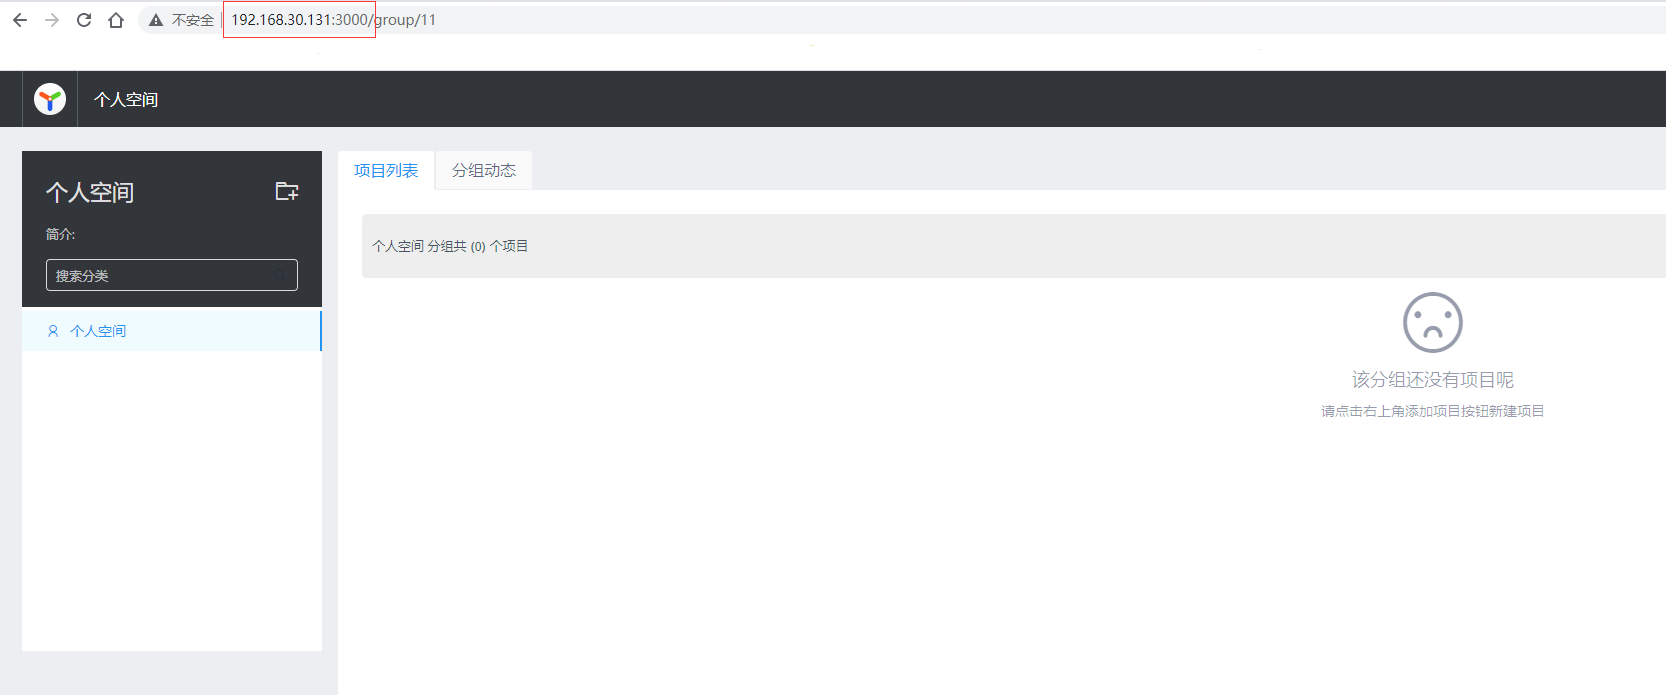 不安全 192.168.30.131:3000/group/11
个人空间
个人空间
简介:
搜索分类
个人空间
项目列表 分组动态
个人空间 分组共 (0) 个项目
该分组还没有项目呢
请点击右上角添加项目按钮新建项目